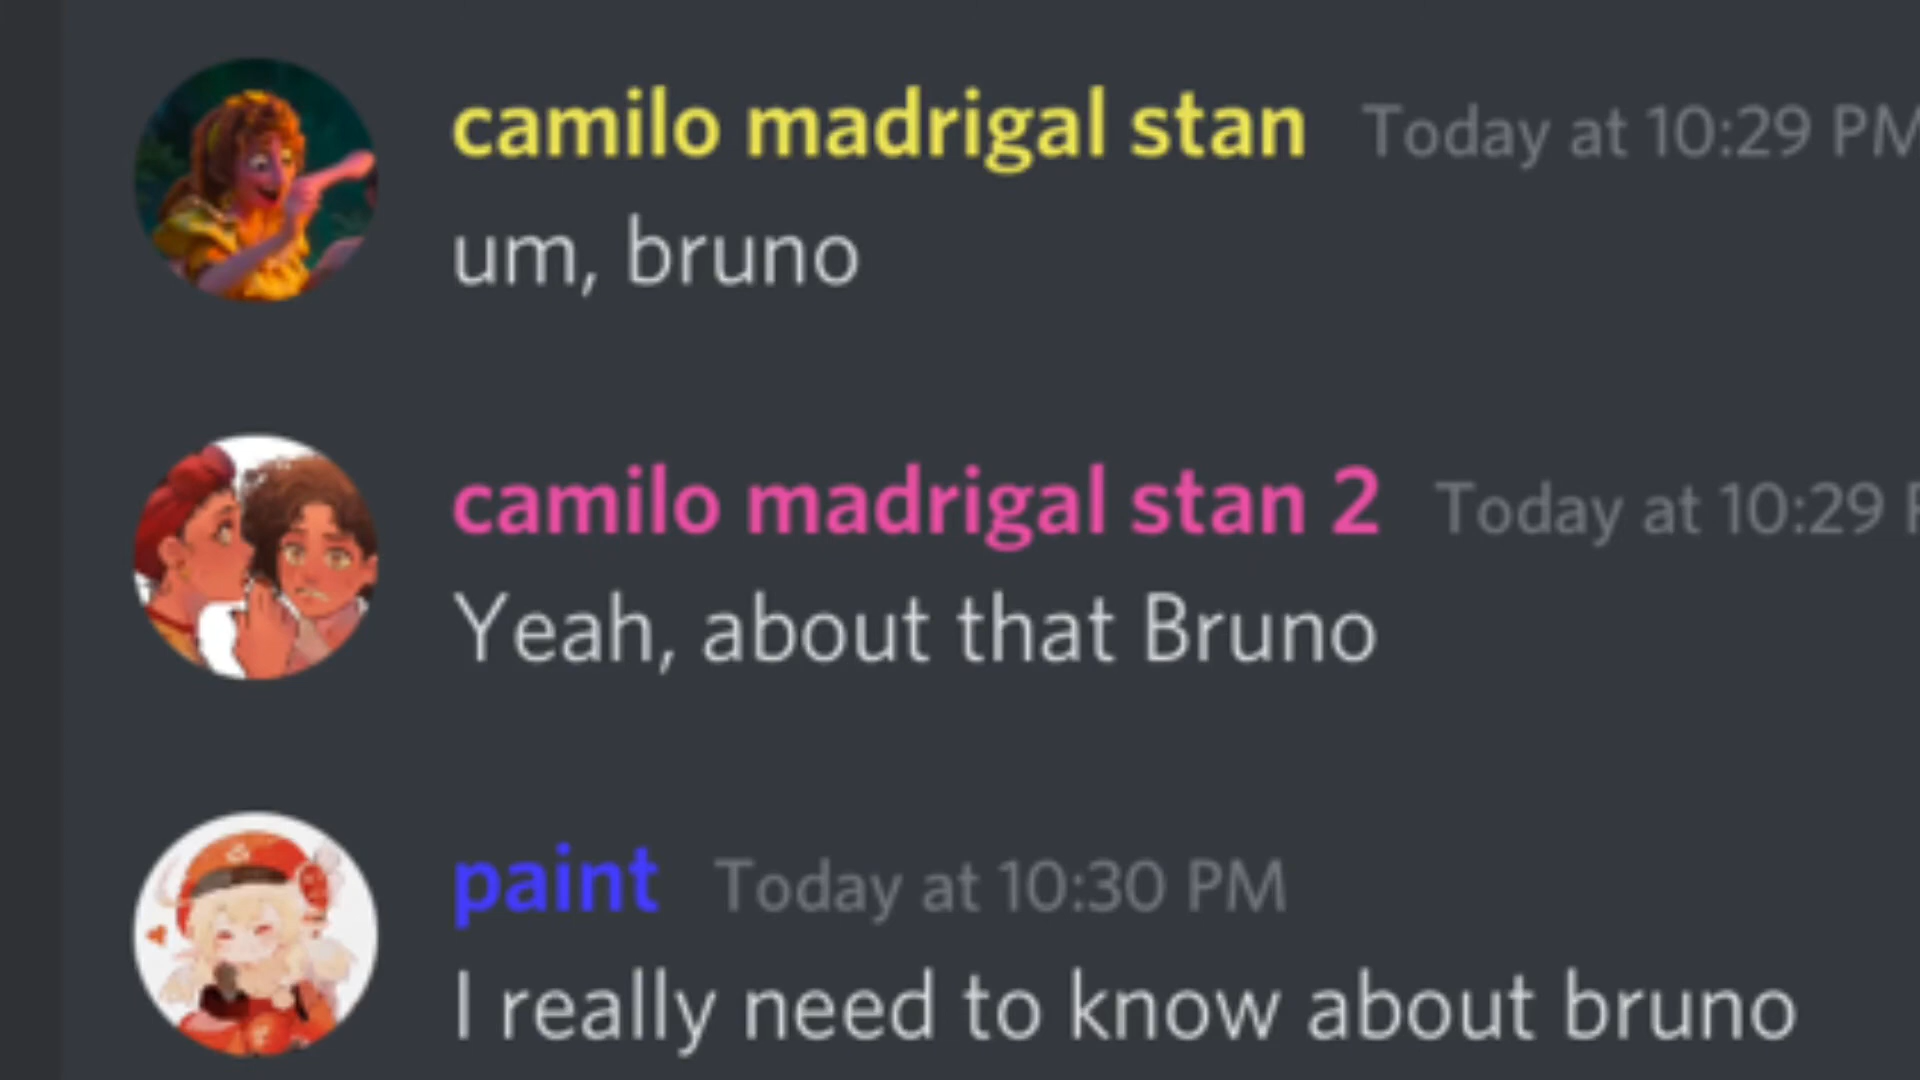 camilo madrigal stan Today at 10:29 PM
um, bruno
camilo madrigal stan 2 Today at 10:29
Yeah, about that Bruno
paint Today at 10:30 PM
I really need to know about bruno